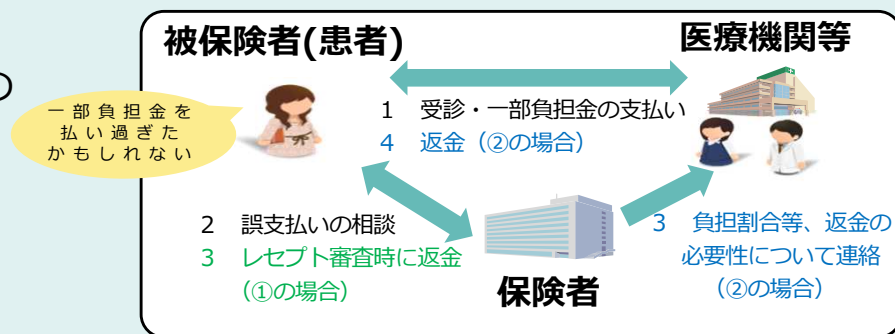 被保険者(患者)
医療機関等
一部負担金を
払い過ぎた
かもしれない
1 受診・一部負担金の支払い
4 返金（②の場合）
2 誤支払いの相談
3 レセプト審査時に返金
（①の場合）
保険者
3 負担割合等、返金の
必要性について連絡
（②の場合）